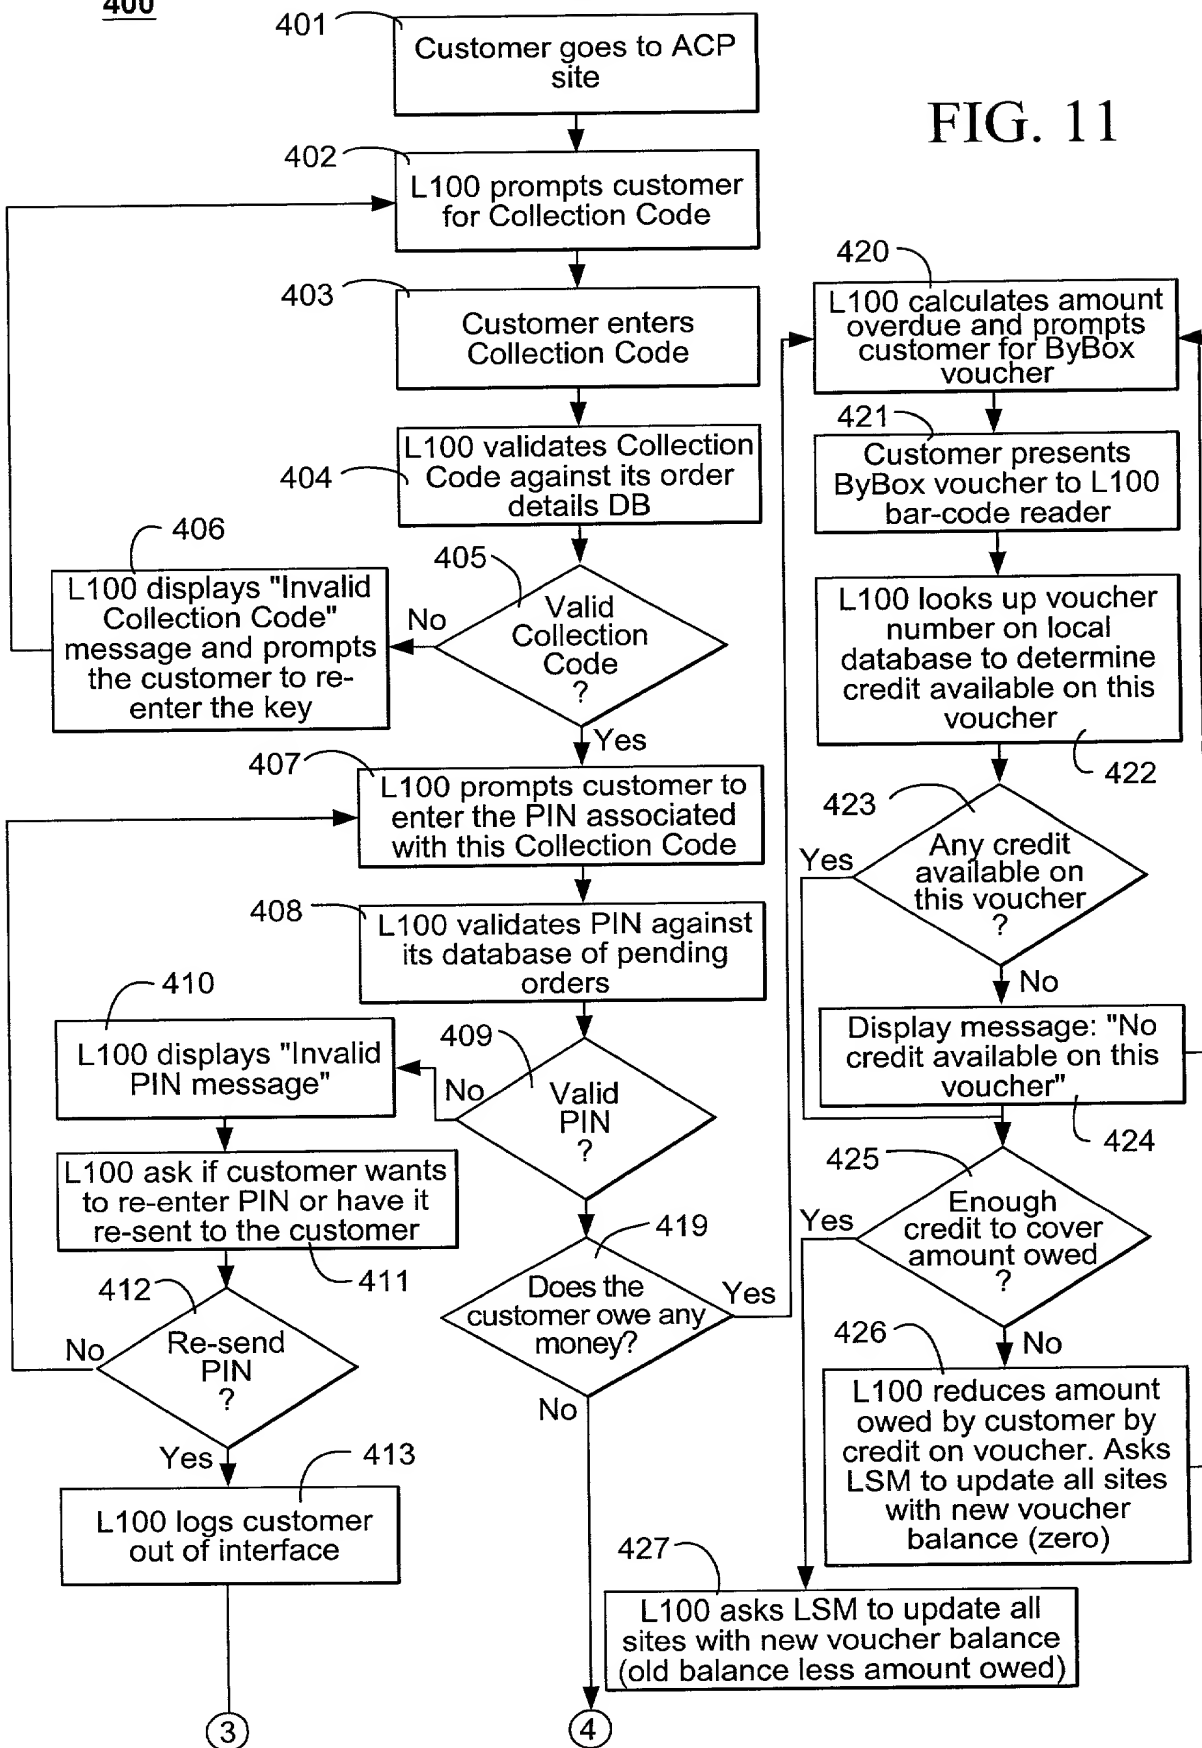 400
401
Customer goes to ACP
site
FIG. 11
402
L100 prompts customer
for Collection Code
403
Customer enters
Collection Code
404
L100 validates Collection
Code against its order
details DB
405
Valid
Collection
Code
?
No
Yes
406
L100 displays "Invalid
Collection Code"
message and prompts
the customer to re-
enter the key
407
L100 prompts customer to
enter the PIN associated
with this Collection Code
408
L100 validates PIN against
its database of pending
orders
409
Valid
PIN
?
No
410
L100 displays "Invalid
PIN message"
L100 ask if customer wants
to re-enter PIN or have it
re-sent to the customer
411
412
Re-send
PIN
?
No
Yes
413
L100 logs customer
out of interface
3
419
Does the
customer owe any
money?
Yes
No
4
420
L100 calculates amount
overdue and prompts
customer for ByBox
voucher
421
Customer presents
ByBox voucher to L100
bar-code reader
L100 looks up voucher
number on local
database to determine
credit available on this
voucher
422
423
Any credit
available on
this voucher
?
Yes
No
Display message: "No
credit available on this
voucher"
424
425
Enough
credit to cover
amount owed
?
Yes
No
426
L100 reduces amount
owed by customer by
credit on voucher. Asks
LSM to update all sites
with new voucher
balance (zero)
427
L100 asks LSM to update all
sites with new voucher balance
(old balance less amount owed)